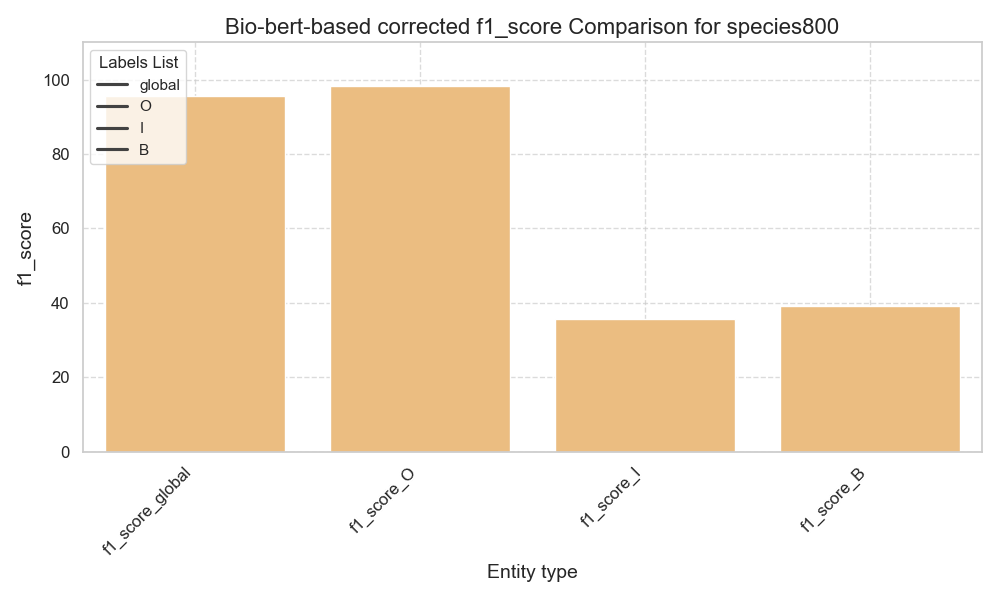 Bio-bert-based corrected f1_score Comparison for species800
Labels List
global
O
I
B
f1_score
100
80
60
40
20
0
f1_score_global
f1_score_O
f1_score_I
f1_score_B
Entity type